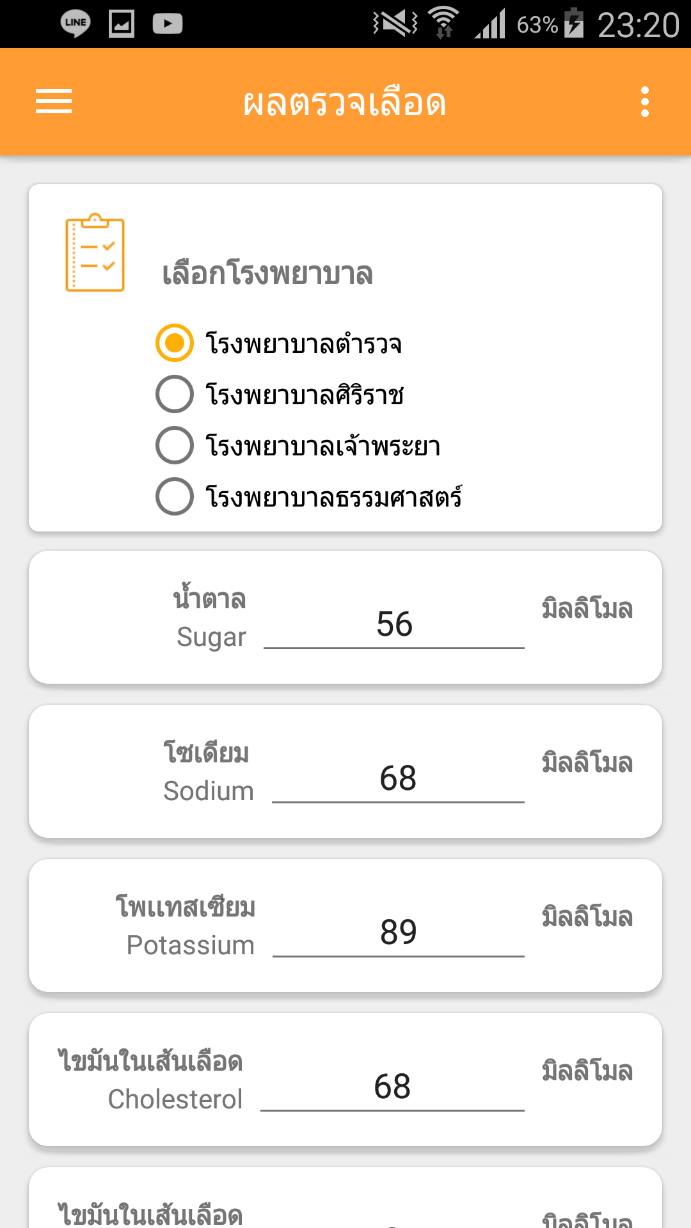 LINE
63%
23:20
ผลตรวจเลือด
เลือกโรงพยาบาล
โรงพยาบาลตำรวจ
โรงพยาบาลศิริราช
โรงพยาบาลเจ้าพระยา
โรงพยาบาลธรรมศาสตร์
น้ำตาล
Sugar
56
มิลลิโมล
โซเดียม
Sodium
68
มิลลิโมล
โพแทสเซียม
Potassium
89
มิลลิโมล
ไขมันในเส้นเลือด
Cholesterol
68
มิลลิโมล
ไขมันในเส้นเลือด
มิลลิโมล